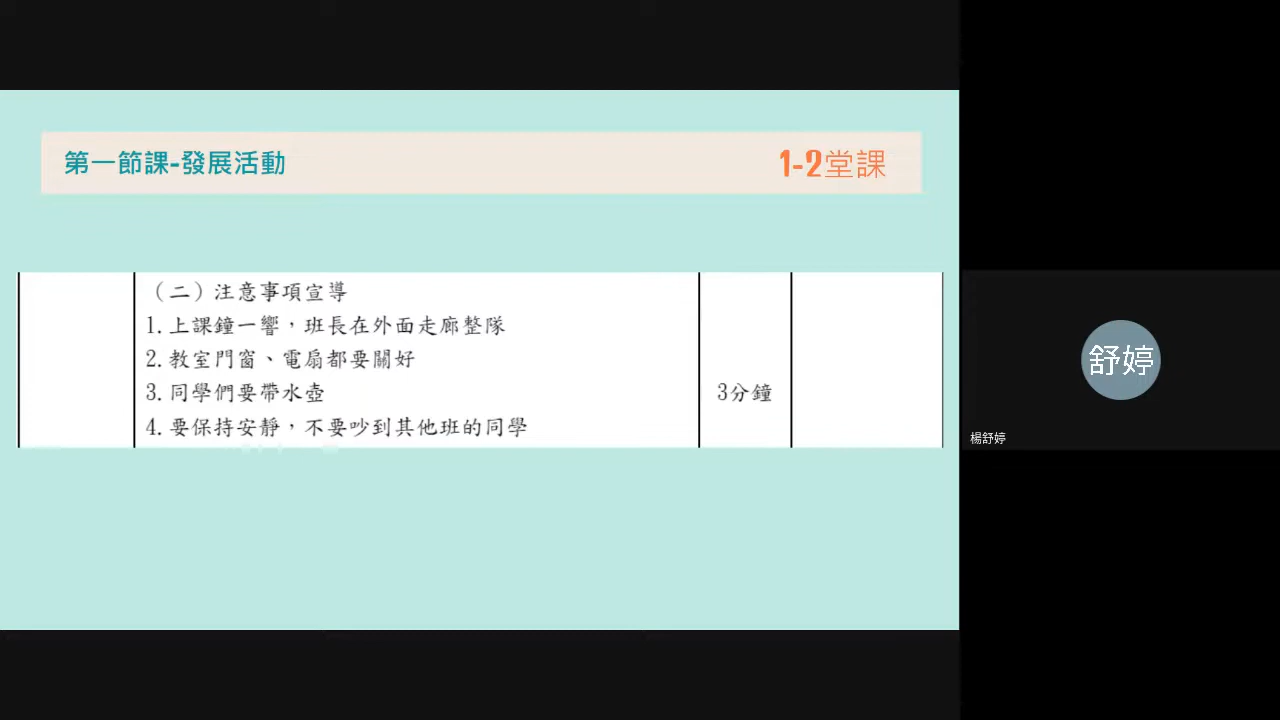 第一節課-發展活動
1-2堂課
（二）注意事項宣導
1.上課鐘一響，班長在外面走廊整隊
2.教室門窗、電扇都要關好
3.同學們要帶水壺
3分鐘
4.要保持安靜，不要吵到其他班的同學
舒婷
楊舒婷